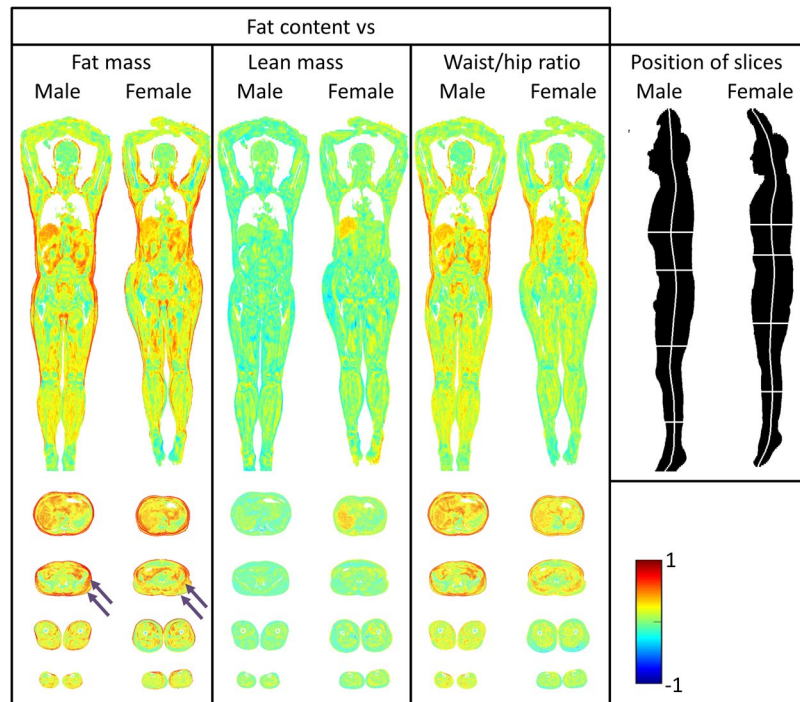 Fat content vs
Fat mass
Lean mass
Waist/hip ratio
Position of slices
Male
Female
Male
Female
Male
Female
Male
Female
1
-1